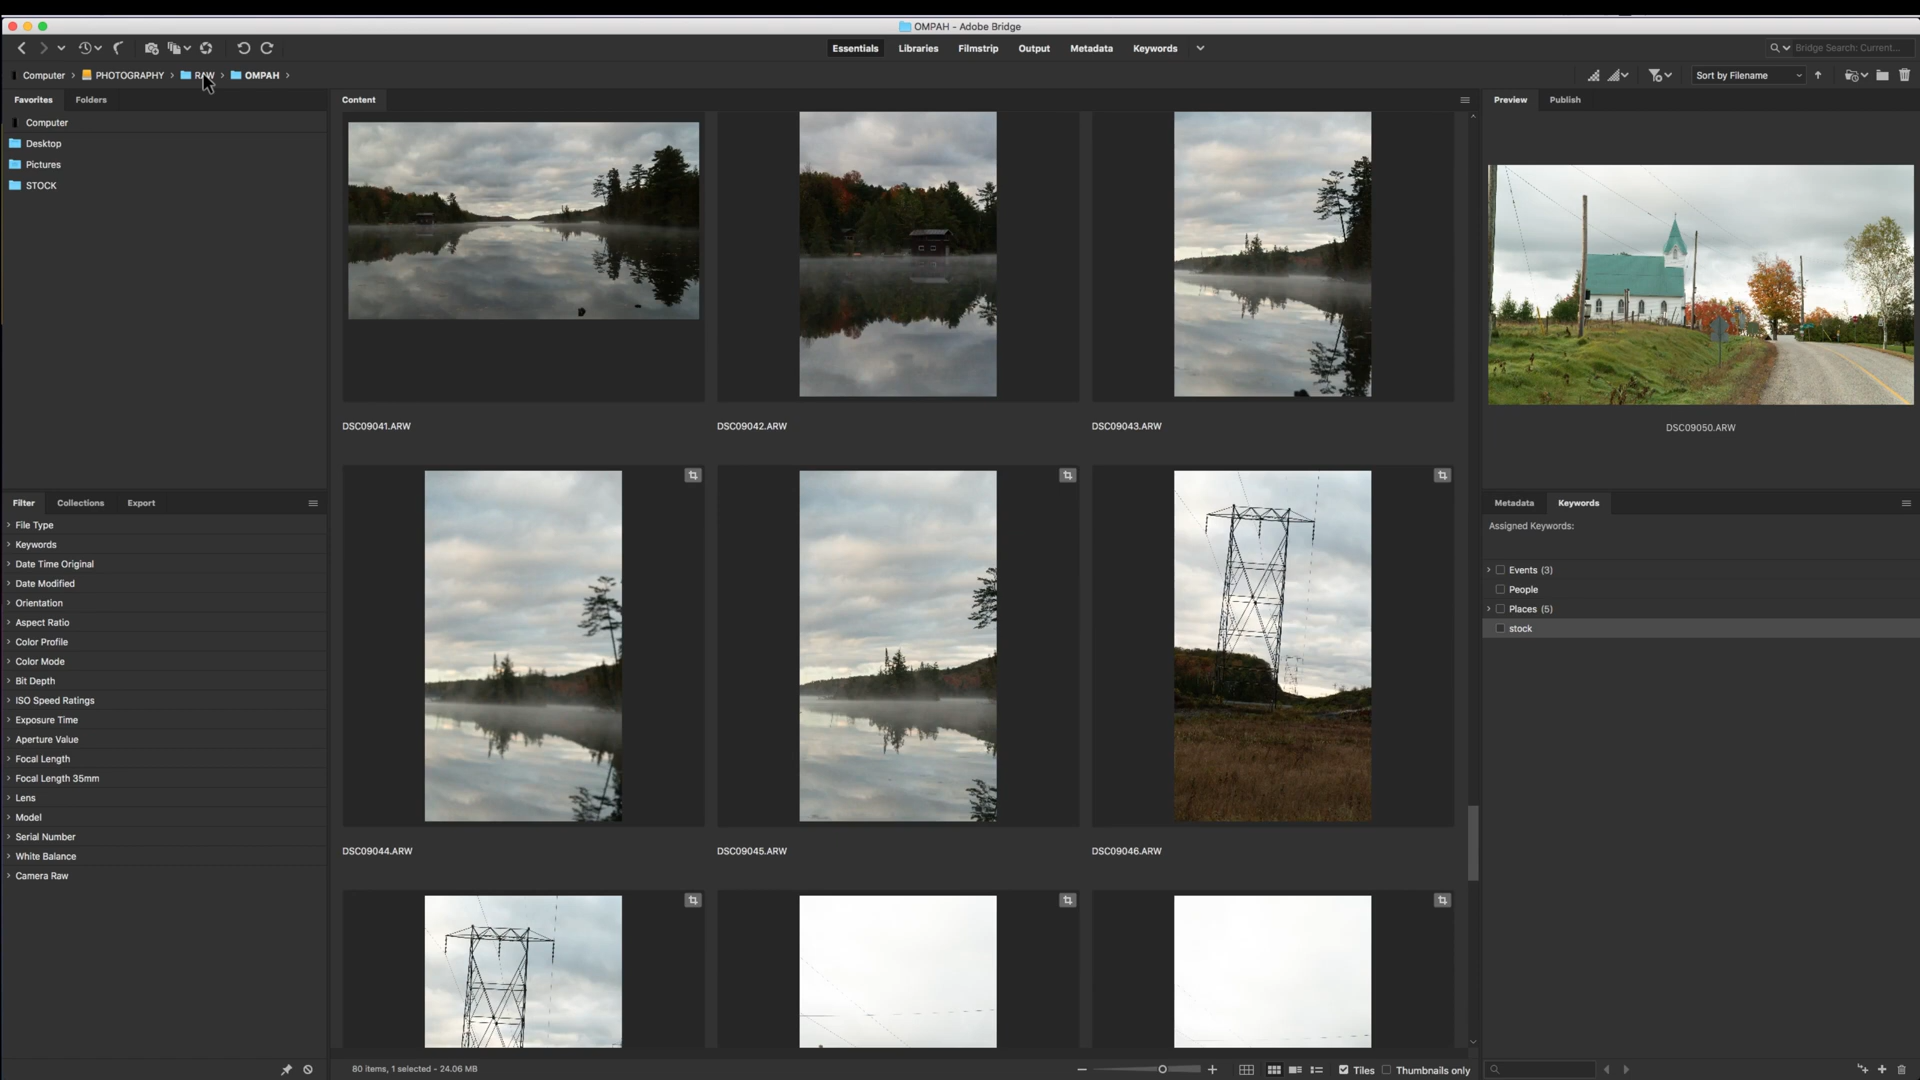 OMPAH - Adobe Bridge
Essentials Libraries Filmstrip Output Metadata Keywords
Bridge Search: Current...
Computer PHOTOGRAPHY RAW OMPAH
Sort by Filename
Favorites Folders
Computer
Desktop
Pictures
STOCK
Filter Collections Export
File Type
Keywords
Date Time Original
Date Modified
Orientation
Aspect Ratio
Color Profile
Color Mode
Bit Depth
ISO Speed Ratings
Exposure Time
Aperture Value
Focal Length
Focal Length 35mm
Lens
Model
Serial Number
White Balance
Camera Raw
Content
DSC09041.ARW DSC09042.ARW DSC09043.ARW
DSC09044.ARW DSC09045.ARW DSC09046.ARW
80 items, 1 selected - 24.06 MB
Tiles Thumbnails only
Preview Publish
DSC09050.ARW
Metadata Keywords
Assigned Keywords:
Events (3)
People
Places (5)
stock